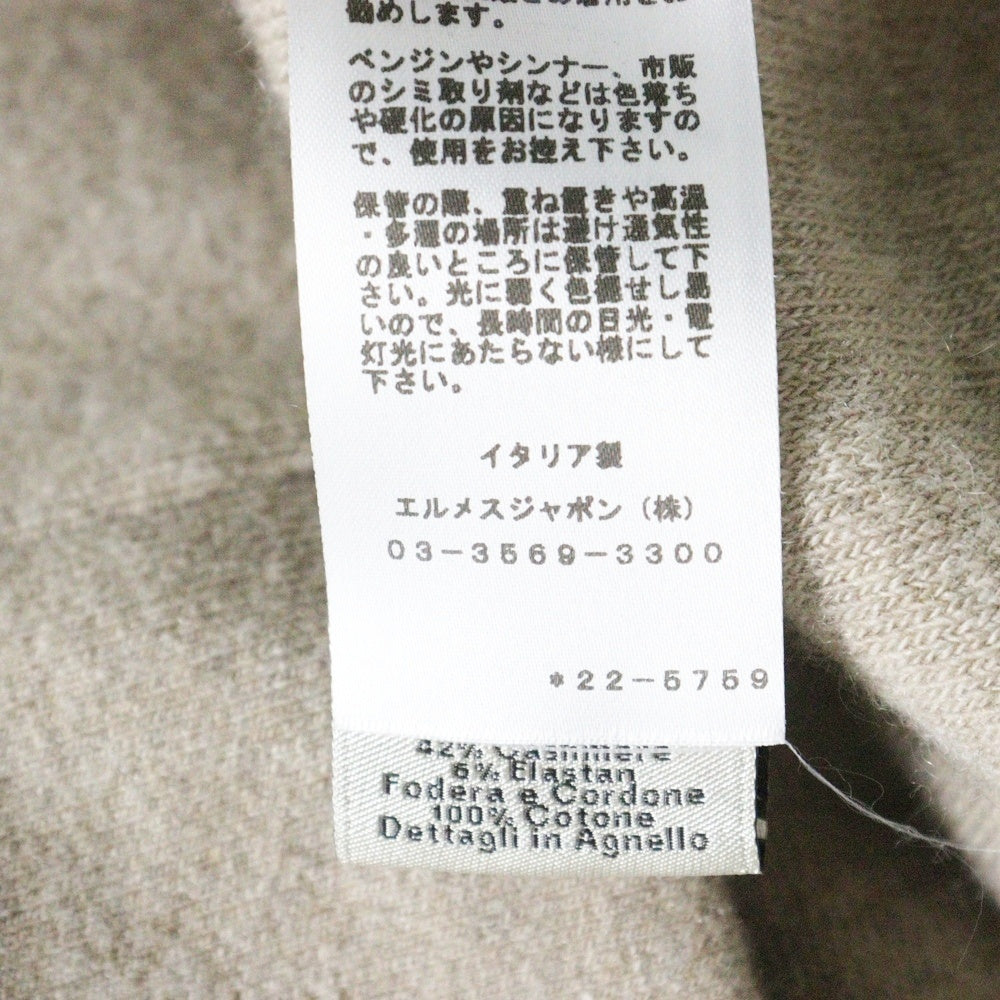 勧めします。
ベンジンやシンナー、市販
のシミ取り剤などは色落ち
や硬化の原因になりますの
で、使用をお控え下さい。
保管の際、重ね置きや高温
・多湿の場所は避け通気性
の良いところに保管して下
さい。光に弱く色褪せし易
いので、長時間の日光・電
灯光にあたらない様にして
下さい。
イタリア製
エルメスジャポン（株）
03-3569-3300
*22-5759
42% Cashmere
6% Elastan
Fodera e Cordone
100% Cotone
Dettagli in Agnello